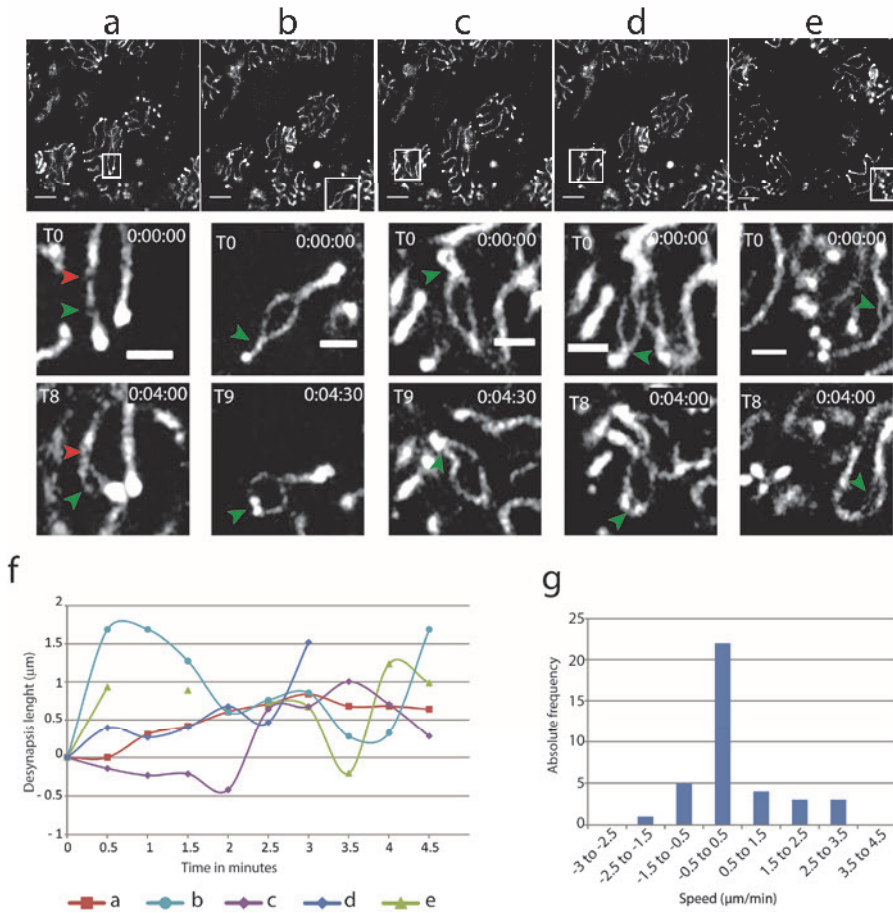 a b c d e
T0 0:00:00 T0 0:00:00 T0 0:00:00 T0 0:00:00 T0 0:00:00
T8 0:04:00 T9 0:04:30 T9 0:04:30 T8 0:04:00 T8 0:04:00
f
2
1.5
1
0.5
0
- 0.5
- 1
Desynapsis lenght (μm)
0 0.5 1 1.5 2 2.5 3 3.5 4 4.5
Time in minutes
a b c d e
g
25
20
15
10
5
0
Absolute frequency
-3 to -2.5
-2.5 to -1.5
-1.5 to -0.5
-0.5 to 0.5
0.5 to 1.5
1.5 to 2.5
2.5 to 3.5
3.5 to 4.5
Speed (μm/min)